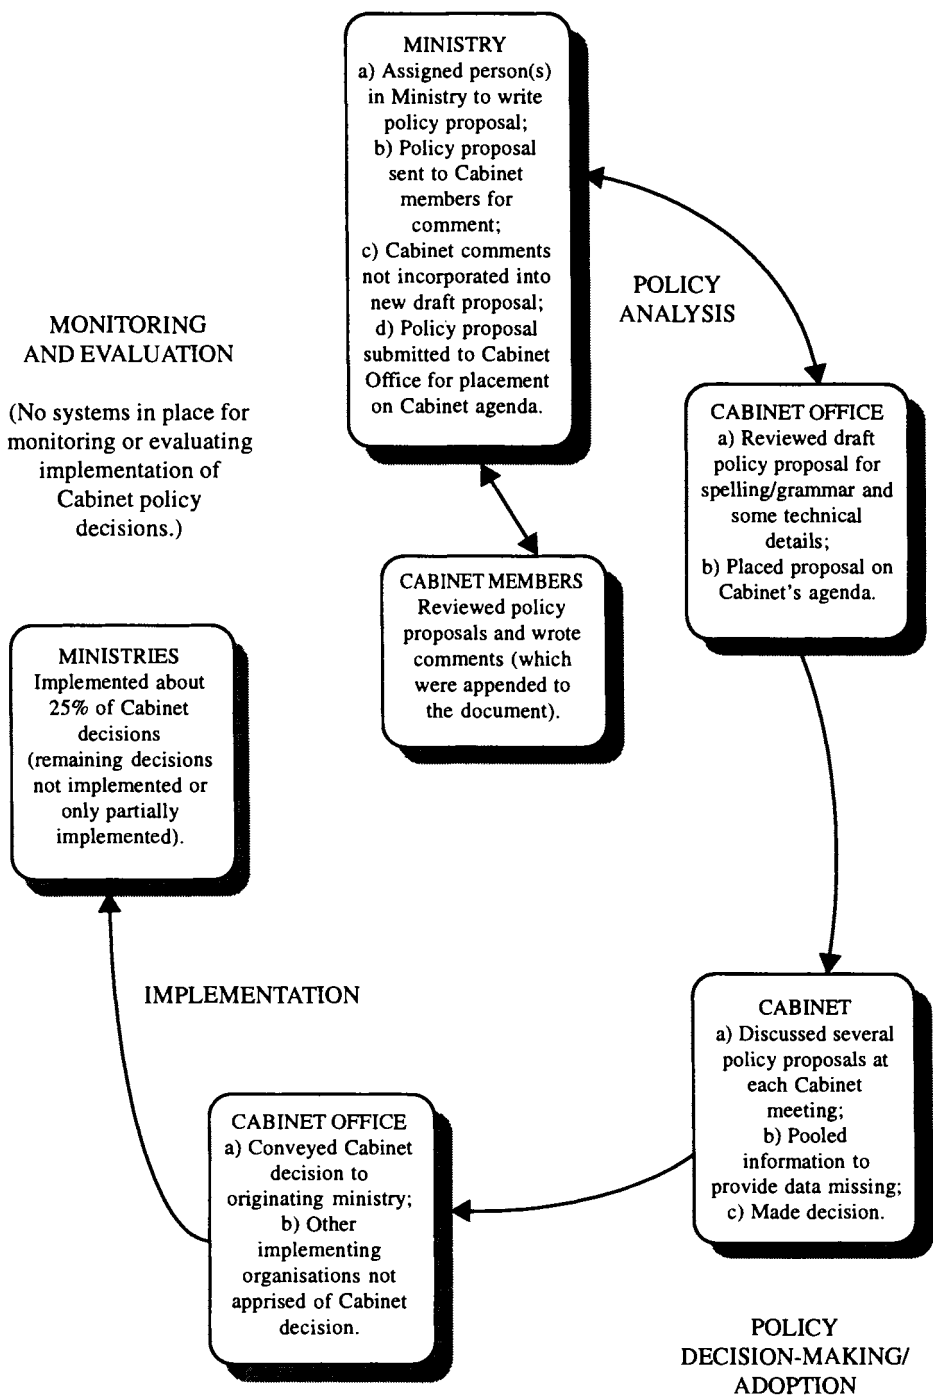 MINISTRY
a) Assigned person(s)
in Ministry to write
policy proposal;
b) Policy proposal
sent to Cabinet
members for
comment;
c) Cabinet comments
not incorporated into
new draft proposal;
d) Policy proposal
submitted to Cabinet
Office for placement
on Cabinet agenda.
POLICY
ANALYSIS
MONITORING
AND EVALUATION
(No systems in place for
monitoring or evaluating
implementation of
Cabinet policy
decisions.)
CABINET OFFICE
a) Reviewed draft
policy proposal for
spelling/grammar and
some technical
details;
b) Placed proposal on
Cabinet's agenda.
CABINET MEMBERS
Reviewed policy
proposals and wrote
comments (which
were appended to
the document).
MINISTRIES
Implemented about
25% of Cabinet
decisions
(remaining decisions
not implemented or
only partially
implemented).
IMPLEMENTATION
CABINET
a) Discussed several
policy proposals at
each Cabinet
meeting;
b) Pooled
information to
provide data missing;
c) Made decision.
CABINET OFFICE
a) Conveyed Cabinet
decision to
originating ministry;
b) Other
implementing
organisations not
apprised of Cabinet
decision.
POLICY
DECISION-MAKING/
ADOPTION